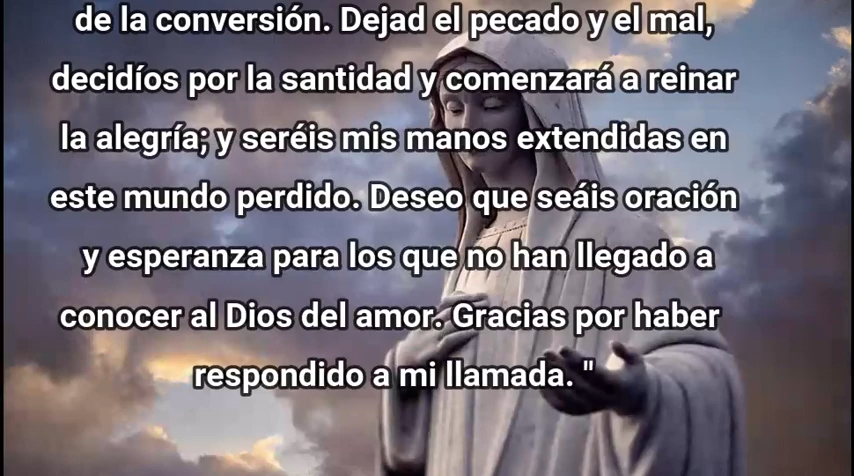 de la conversión. Dejad el pecado y el mal,
decidíos por la santidad y comenzará a reinar
la alegría; y seréis mis manos extendidas en
este mundo perdido. Deseo que seáis oración
y esperanza para los que no han llegado a
conocer al Dios del amor. Gracias por haber
respondido a mi llamada. "